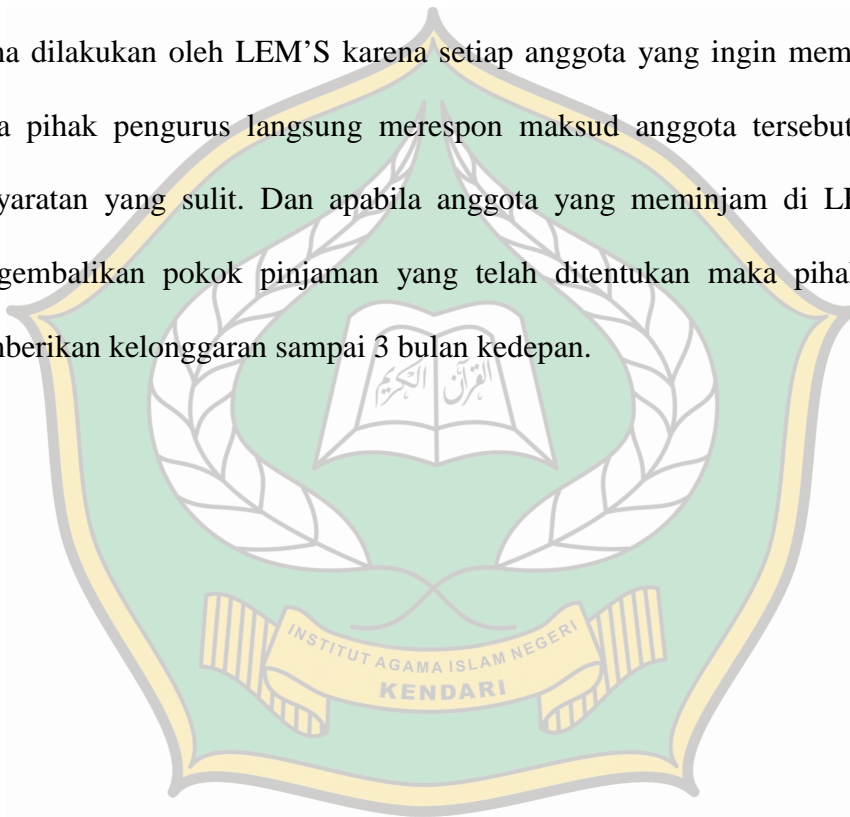 na dilakukan oleh LEM’S karena setiap anggota yang ingin mem
a pihak pengurus langsung merespon maksud anggota tersebut
yaratan yang sulit. Dan apabila anggota yang meminjam di LE
gembalikan pokok pinjaman yang telah ditentukan maka pihak
nberikan kelonggaran sampai 3 bulan kedepan.
القرآن الكريم
INSTITUT AGAMA ISLAM NEGERI
KENDARI